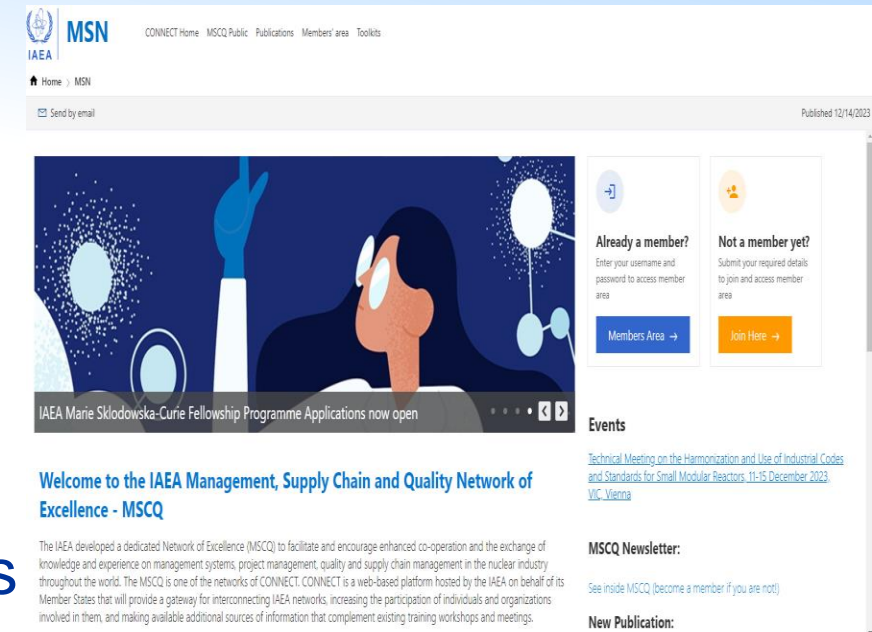 IAEA
MSN
CONNECT Home MSCQ Public Publications Members' area Toolkits
Home > MSN
Send by email
Published 12/14/2023
IAEA Marie Sklodowska-Curie Fellowship Programme Applications now open
Already a member?
Enter your username and
password to access member
area
Members Area →
Not a member yet?
Submit your required details
to join and access member
area
Join Here →
Welcome to the IAEA Management, Supply Chain and Quality Network of
Excellence - MSCQ
The IAEA developed a dedicated Network of Excellence (MSCQ) to facilitate and encourage enhanced co-operation and the exchange of
knowledge and experience on management systems, project management, quality and supply chain management in the nuclear industry
throughout the world. The MSCQ is one of the networks of CONNECT. CONNECT is a web-based platform hosted by the IAEA on behalf of its
Member States that will provide a gateway for interconnecting IAEA networks, increasing the participation of individuals and organizations
involved in them, and making available additional sources of information that complement existing training workshops and meetings.
Events
Technical Meeting on the Harmonization and Use of Industrial Codes
and Standards for Small Modular Reactors, 11-15 December 2023,
VIC, Vienna
MSCQ Newsletter:
See inside MSCQ (become a member if you are not!)
New Publication:
s